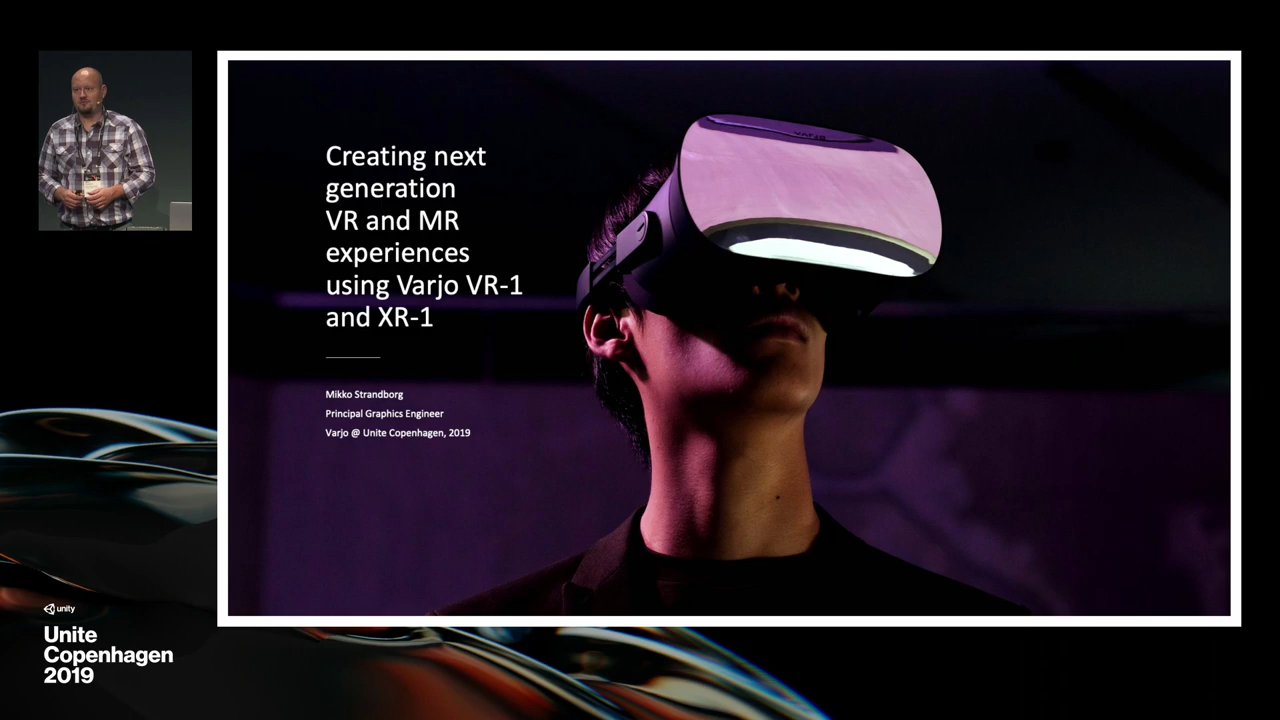 Creating next
generation
VR and MR
experiences
using Varjo VR-1
and XR-1
Mikko Strandborg
Principal Graphics Engineer
Varjo @ Unite Copenhagen, 2019
VARJO
unity
Unite
Copenhagen
2019